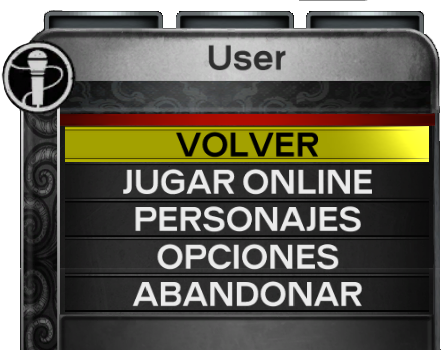 User
VOLVER
JUGAR ONLINE
PERSONAJES
OPCIONES
ABANDONAR